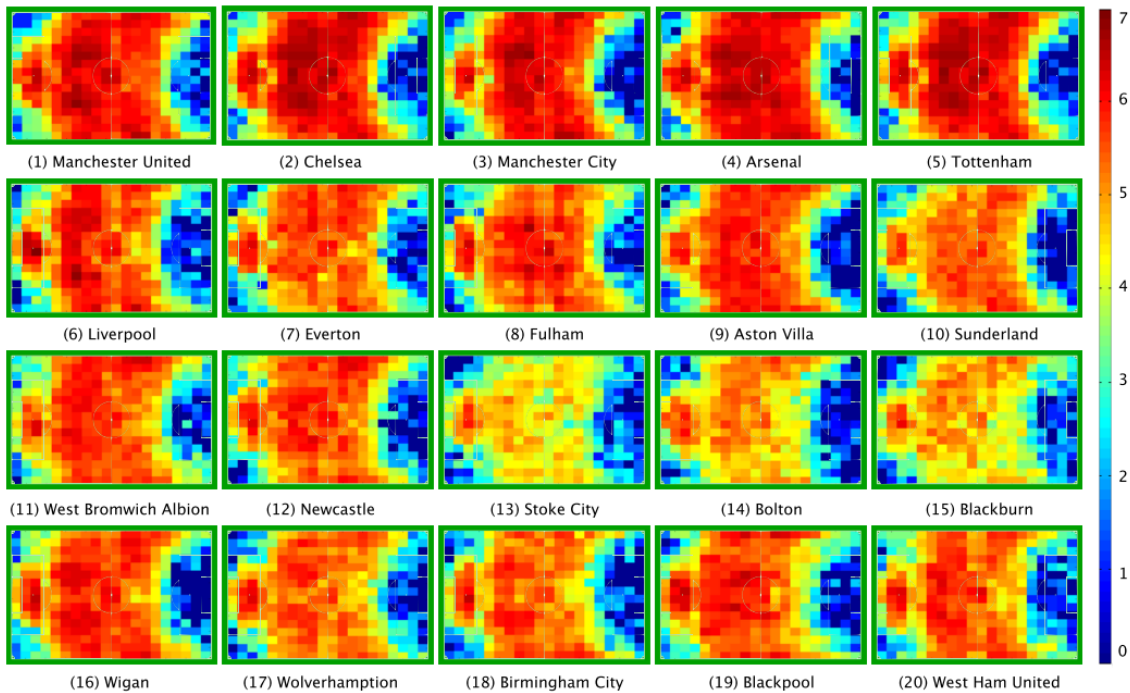 (1) Manchester United (2) Chelsea (3) Manchester City (4) Arsenal (5) Tottenham
(6) Liverpool (7) Everton (8) Fulham (9) Aston Villa (10) Sunderland
(11) West Bromwich Albion (12) Newcastle (13) Stoke City (14) Bolton (15) Blackburn
(16) Wigan (17) Wolverhamption (18) Birmingham City (19) Blackpool (20) West Ham United
7
6
5
4
3
2
1
0